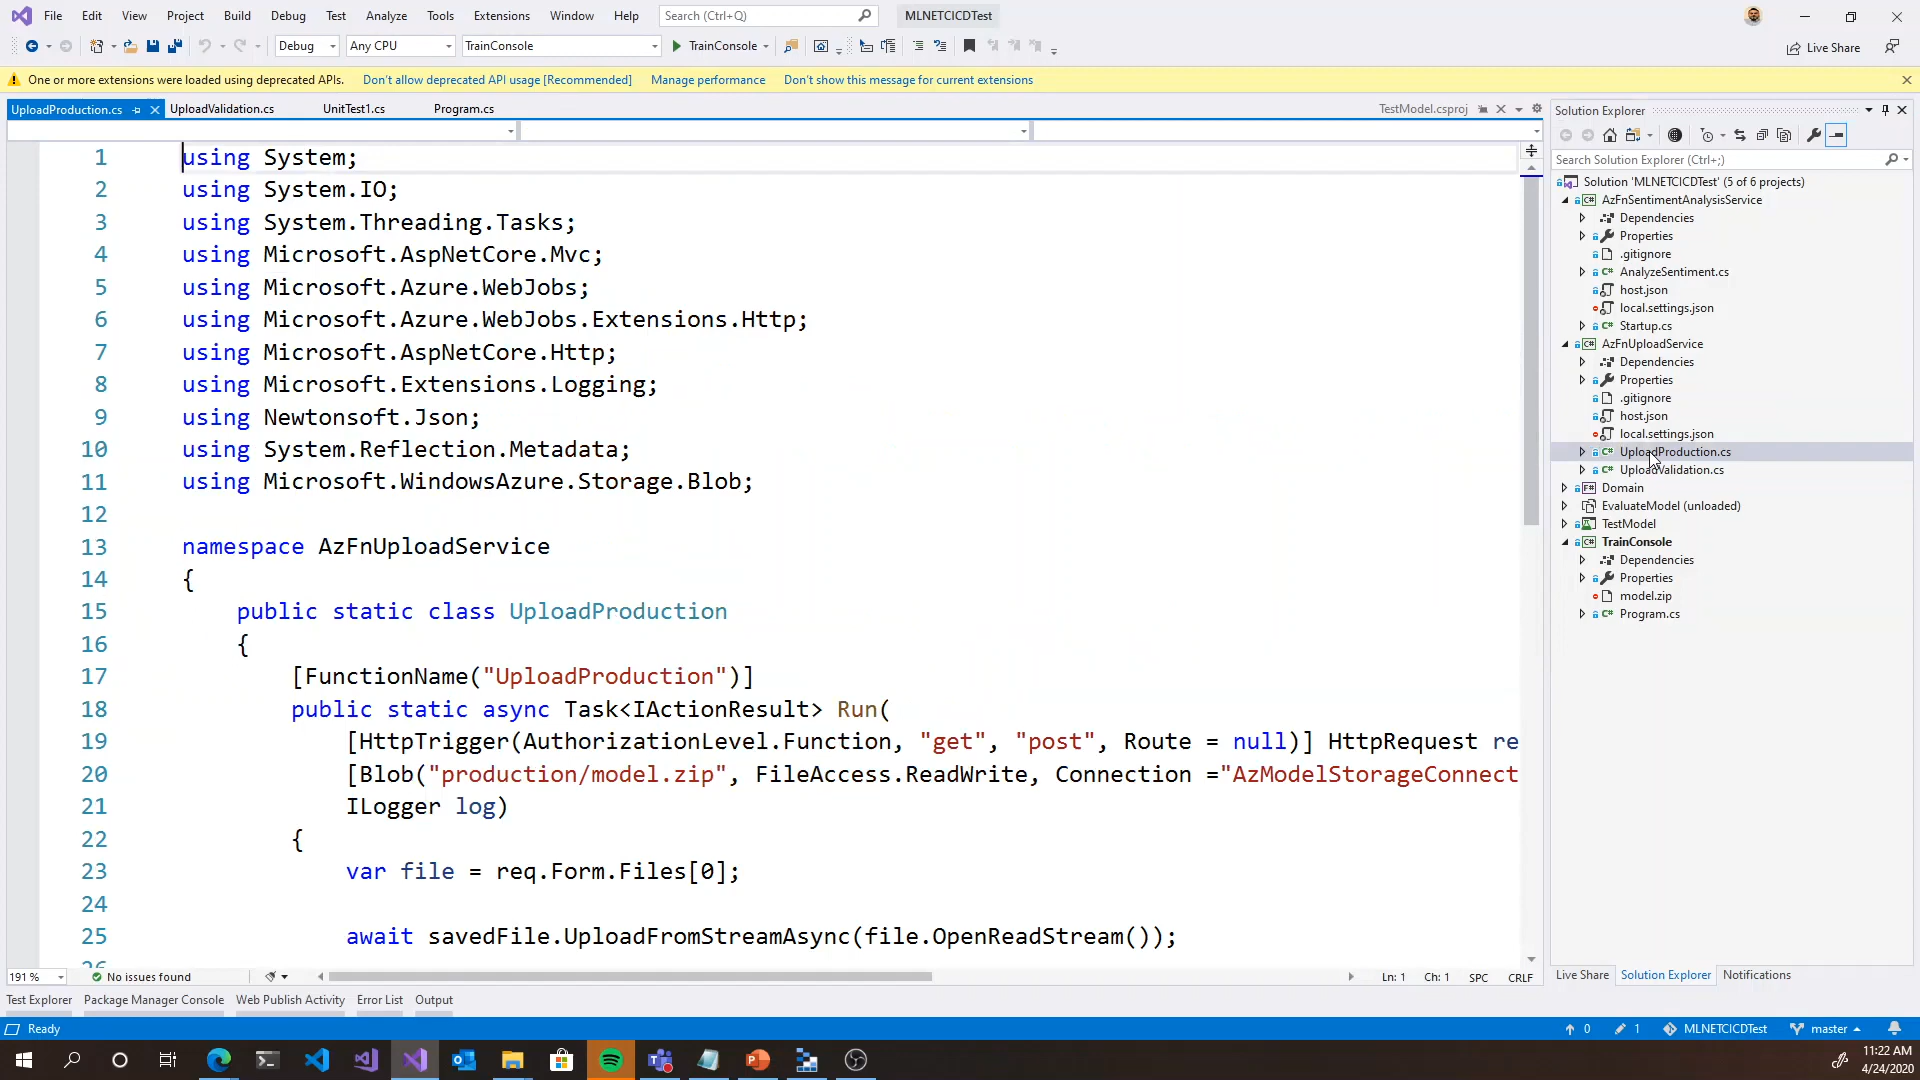 File Edit View Project Build Debug Test Analyze Tools Extensions Window Help Search (Ctrl+Q) MLNETCICDTest
Debug Any CPU TrainConsole TrainConsole Live Share
One or more extensions were loaded using deprecated APIs. Don't allow deprecated API usage [Recommended] Manage performance Don't show this message for current extensions
UploadProduction.cs UploadValidation.cs UnitTest1.cs Program.cs TestModel.csproj
1 using System;
2 using System.IO;
3 using System.Threading.Tasks;
4 using Microsoft.AspNetCore.Mvc;
5 using Microsoft.Azure.WebJobs;
6 using Microsoft.Azure.WebJobs.Extensions.Http;
7 using Microsoft.AspNetCore.Http;
8 using Microsoft.Extensions.Logging;
9 using Newtonsoft.Json;
10 using System.Reflection.Metadata;
11 using Microsoft.WindowsAzure.Storage.Blob;
12
13 namespace AzFnUploadService
14 {
15 public static class UploadProduction
16 {
17 [FunctionName("UploadProduction")]
18 public static async Task<IActionResult> Run(
19 [HttpTrigger(AuthorizationLevel.Function, "get", "post", Route = null)] HttpRequest re
20 [Blob("production/model.zip", FileAccess.ReadWrite, Connection ="AzModelStorageConnect
21 ILogger log)
22 {
23 var file = req.Form.Files[0];
24
25 await savedFile.UploadFromStreamAsync(file.OpenReadStream());
26
191 % No issues found Ln: 1 Ch: 1 SPC CRLF
Solution Explorer
Search Solution Explorer (Ctrl+;)
Solution 'MLNETCICDTest' (5 of 6 projects)
AzFnSentimentAnalysisService
Dependencies
Properties
.gitignore
AnalyzeSentiment.cs
host.json
local.settings.json
Startup.cs
AzFnUploadService
Dependencies
Properties
.gitignore
host.json
local.settings.json
UploadProduction.cs
UploadValidation.cs
Domain
EvaluateModel (unloaded)
TestModel
TrainConsole
Dependencies
Properties
model.zip
Program.cs
Live Share Solution Explorer Notifications
Test Explorer Package Manager Console Web Publish Activity Error List Output
Ready 0 1 MLNETCICDTest master
11:22 AM
4/24/2020